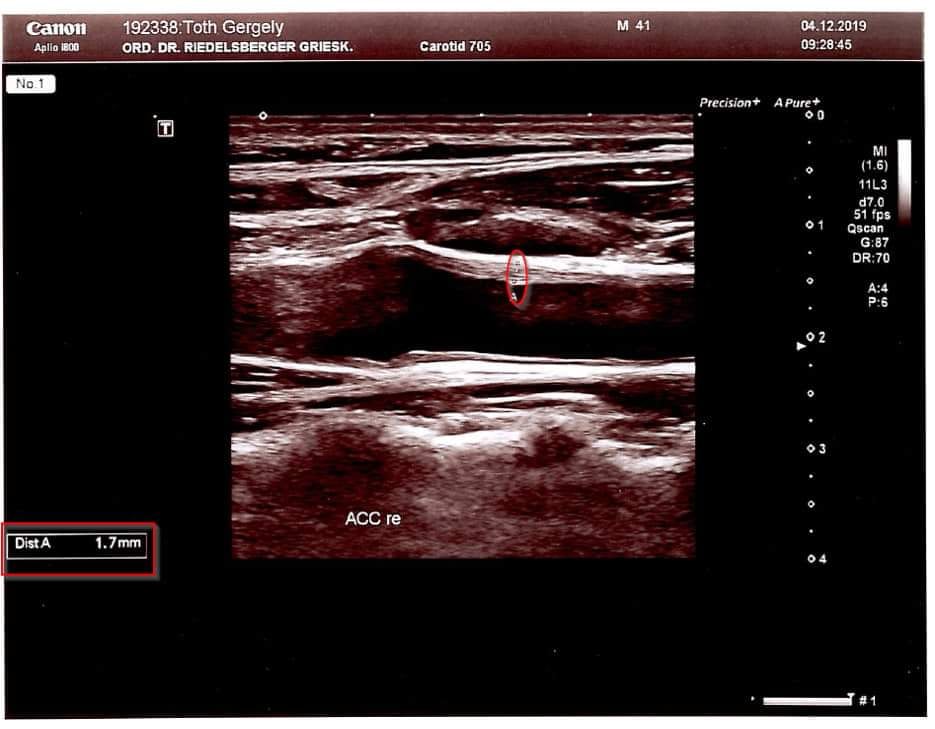 Canon
Aplio i800
192338:Toth Gergely
ORD. DR. RIEDELSBERGER GRIESK.
Carotid 705
M 41
04.12.2019
09:28:45
No.1
T
Precision+ A Pure+
0
MI
(1.6)
11L3
d7.0
51 fps
Qscan
G:87
DR:70
A:4
P:6
1
2
3
4
A
ACC re
Dist A 1.7mm
#1